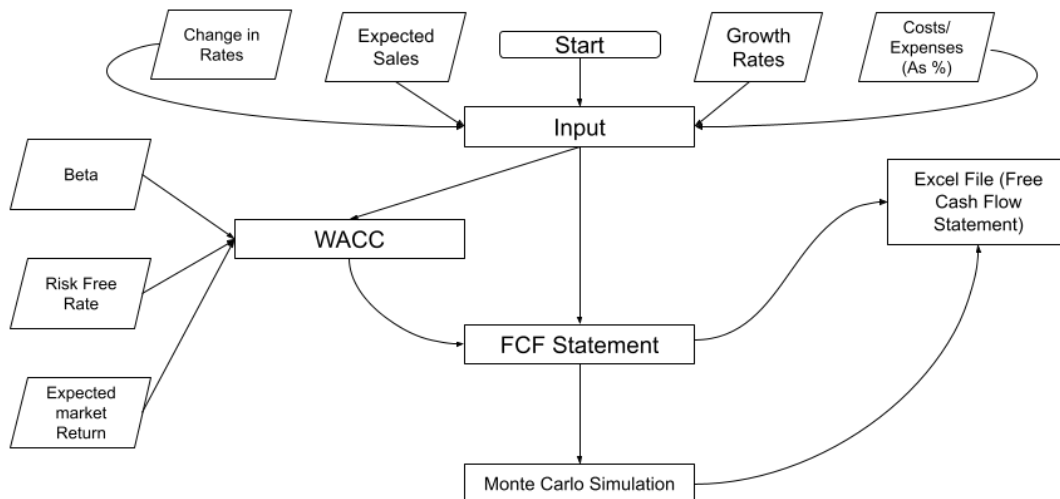 Change in
Rates
Expected
Sales
Start
Growth
Rates
Costs/
Expenses
(As %)
Input
Beta
Excel File (Free
Cash Flow
Statement)
WACC
Risk Free
Rate
FCF Statement
Expected
market
Return
Monte Carlo Simulation